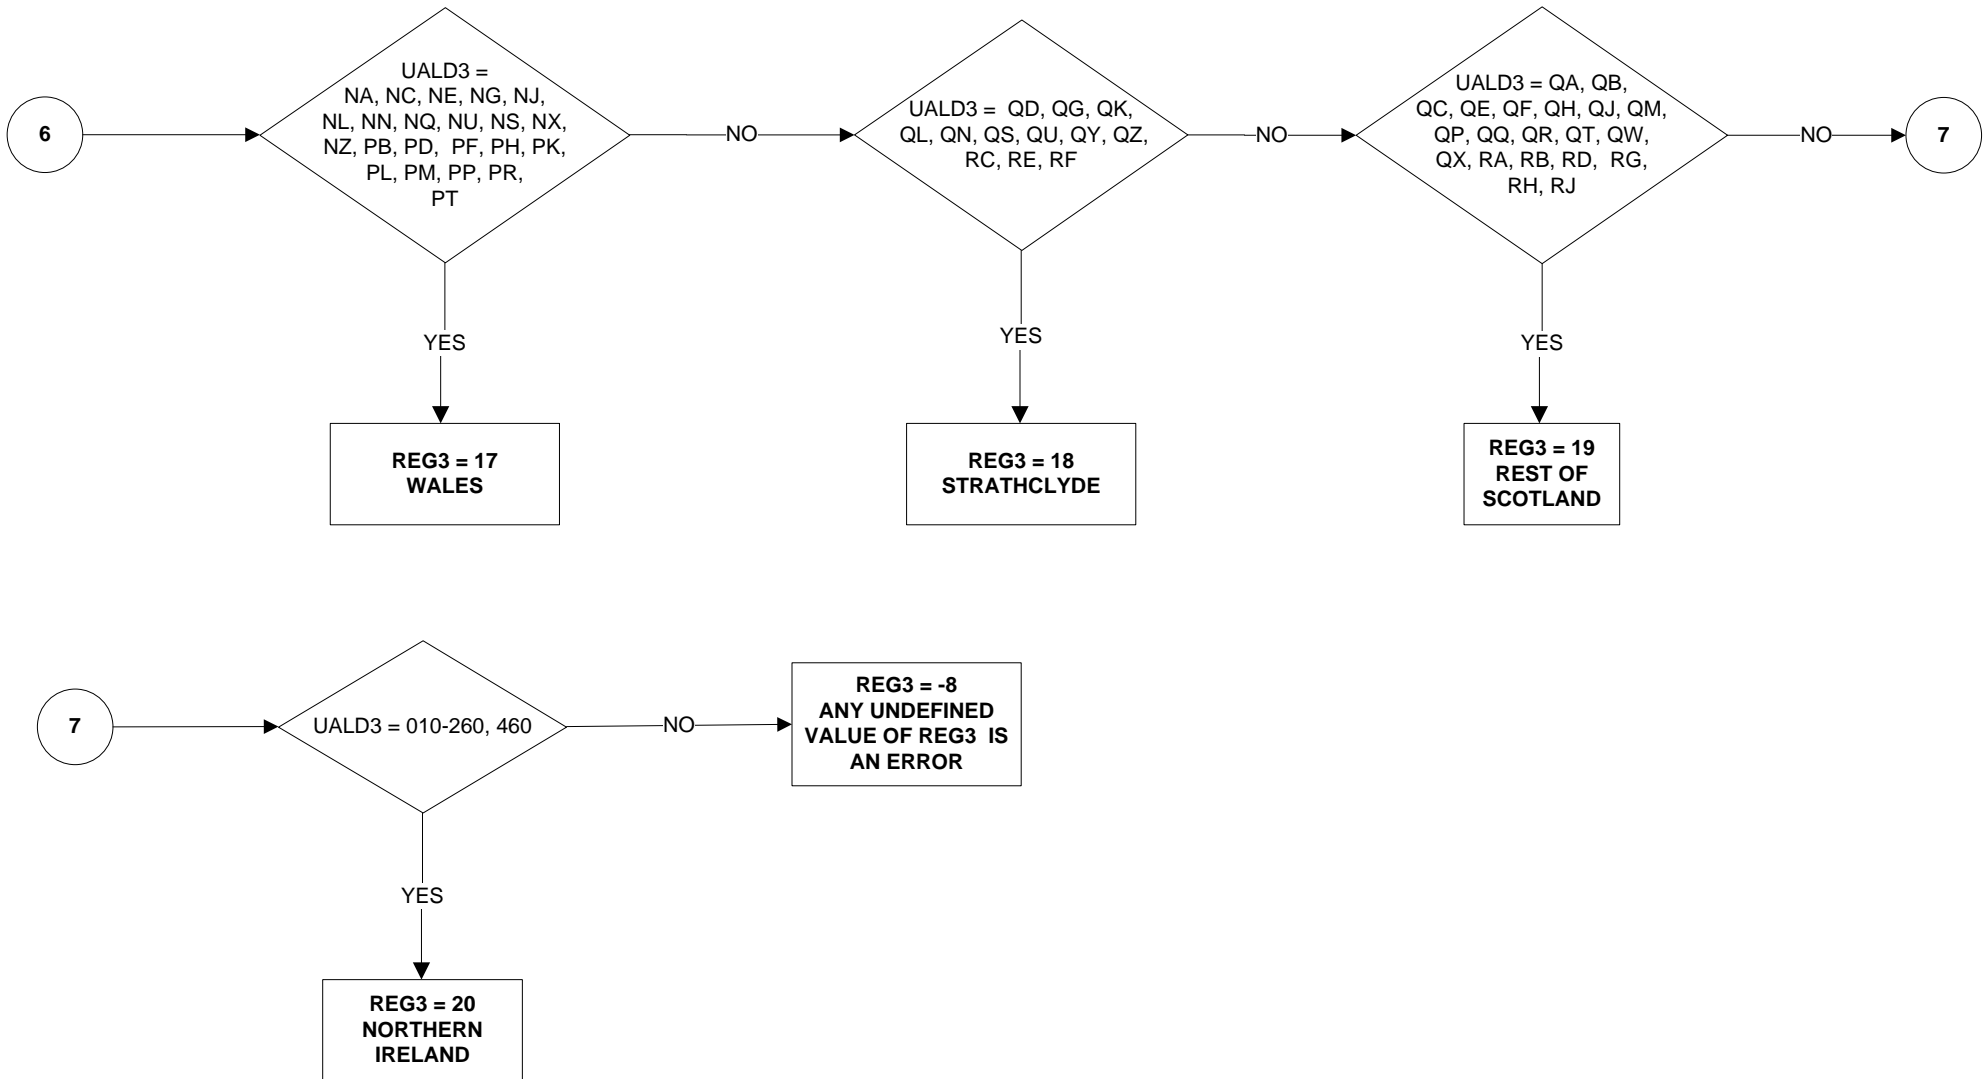 6
UALD3 =
NA, NC, NE, NG, NJ,
NL, NN, NQ, NU, NS, NX,
NZ, PB, PD, PF, PH, PK,
PL, PM, PP, PR,
PT
NO
UALD3 = QD, QG, QK,
QL, QN, QS, QU, QY, QZ,
RC, RE, RF
NO
UALD3 = QA, QB,
QC, QE, QF, QH, QJ, QM,
QP, QQ, QR, QT, QW,
QX, RA, RB, RD, RG,
RH, RJ
NO
7
YES
YES
YES
REG3 = 17
WALES
REG3 = 18
STRATHCLYDE
REG3 = 19
REST OF
SCOTLAND
7
UALD3 = 010-260, 460
NO
REG3 = -8
ANY UNDEFINED
VALUE OF REG3 IS
AN ERROR
YES
REG3 = 20
NORTHERN
IRELAND